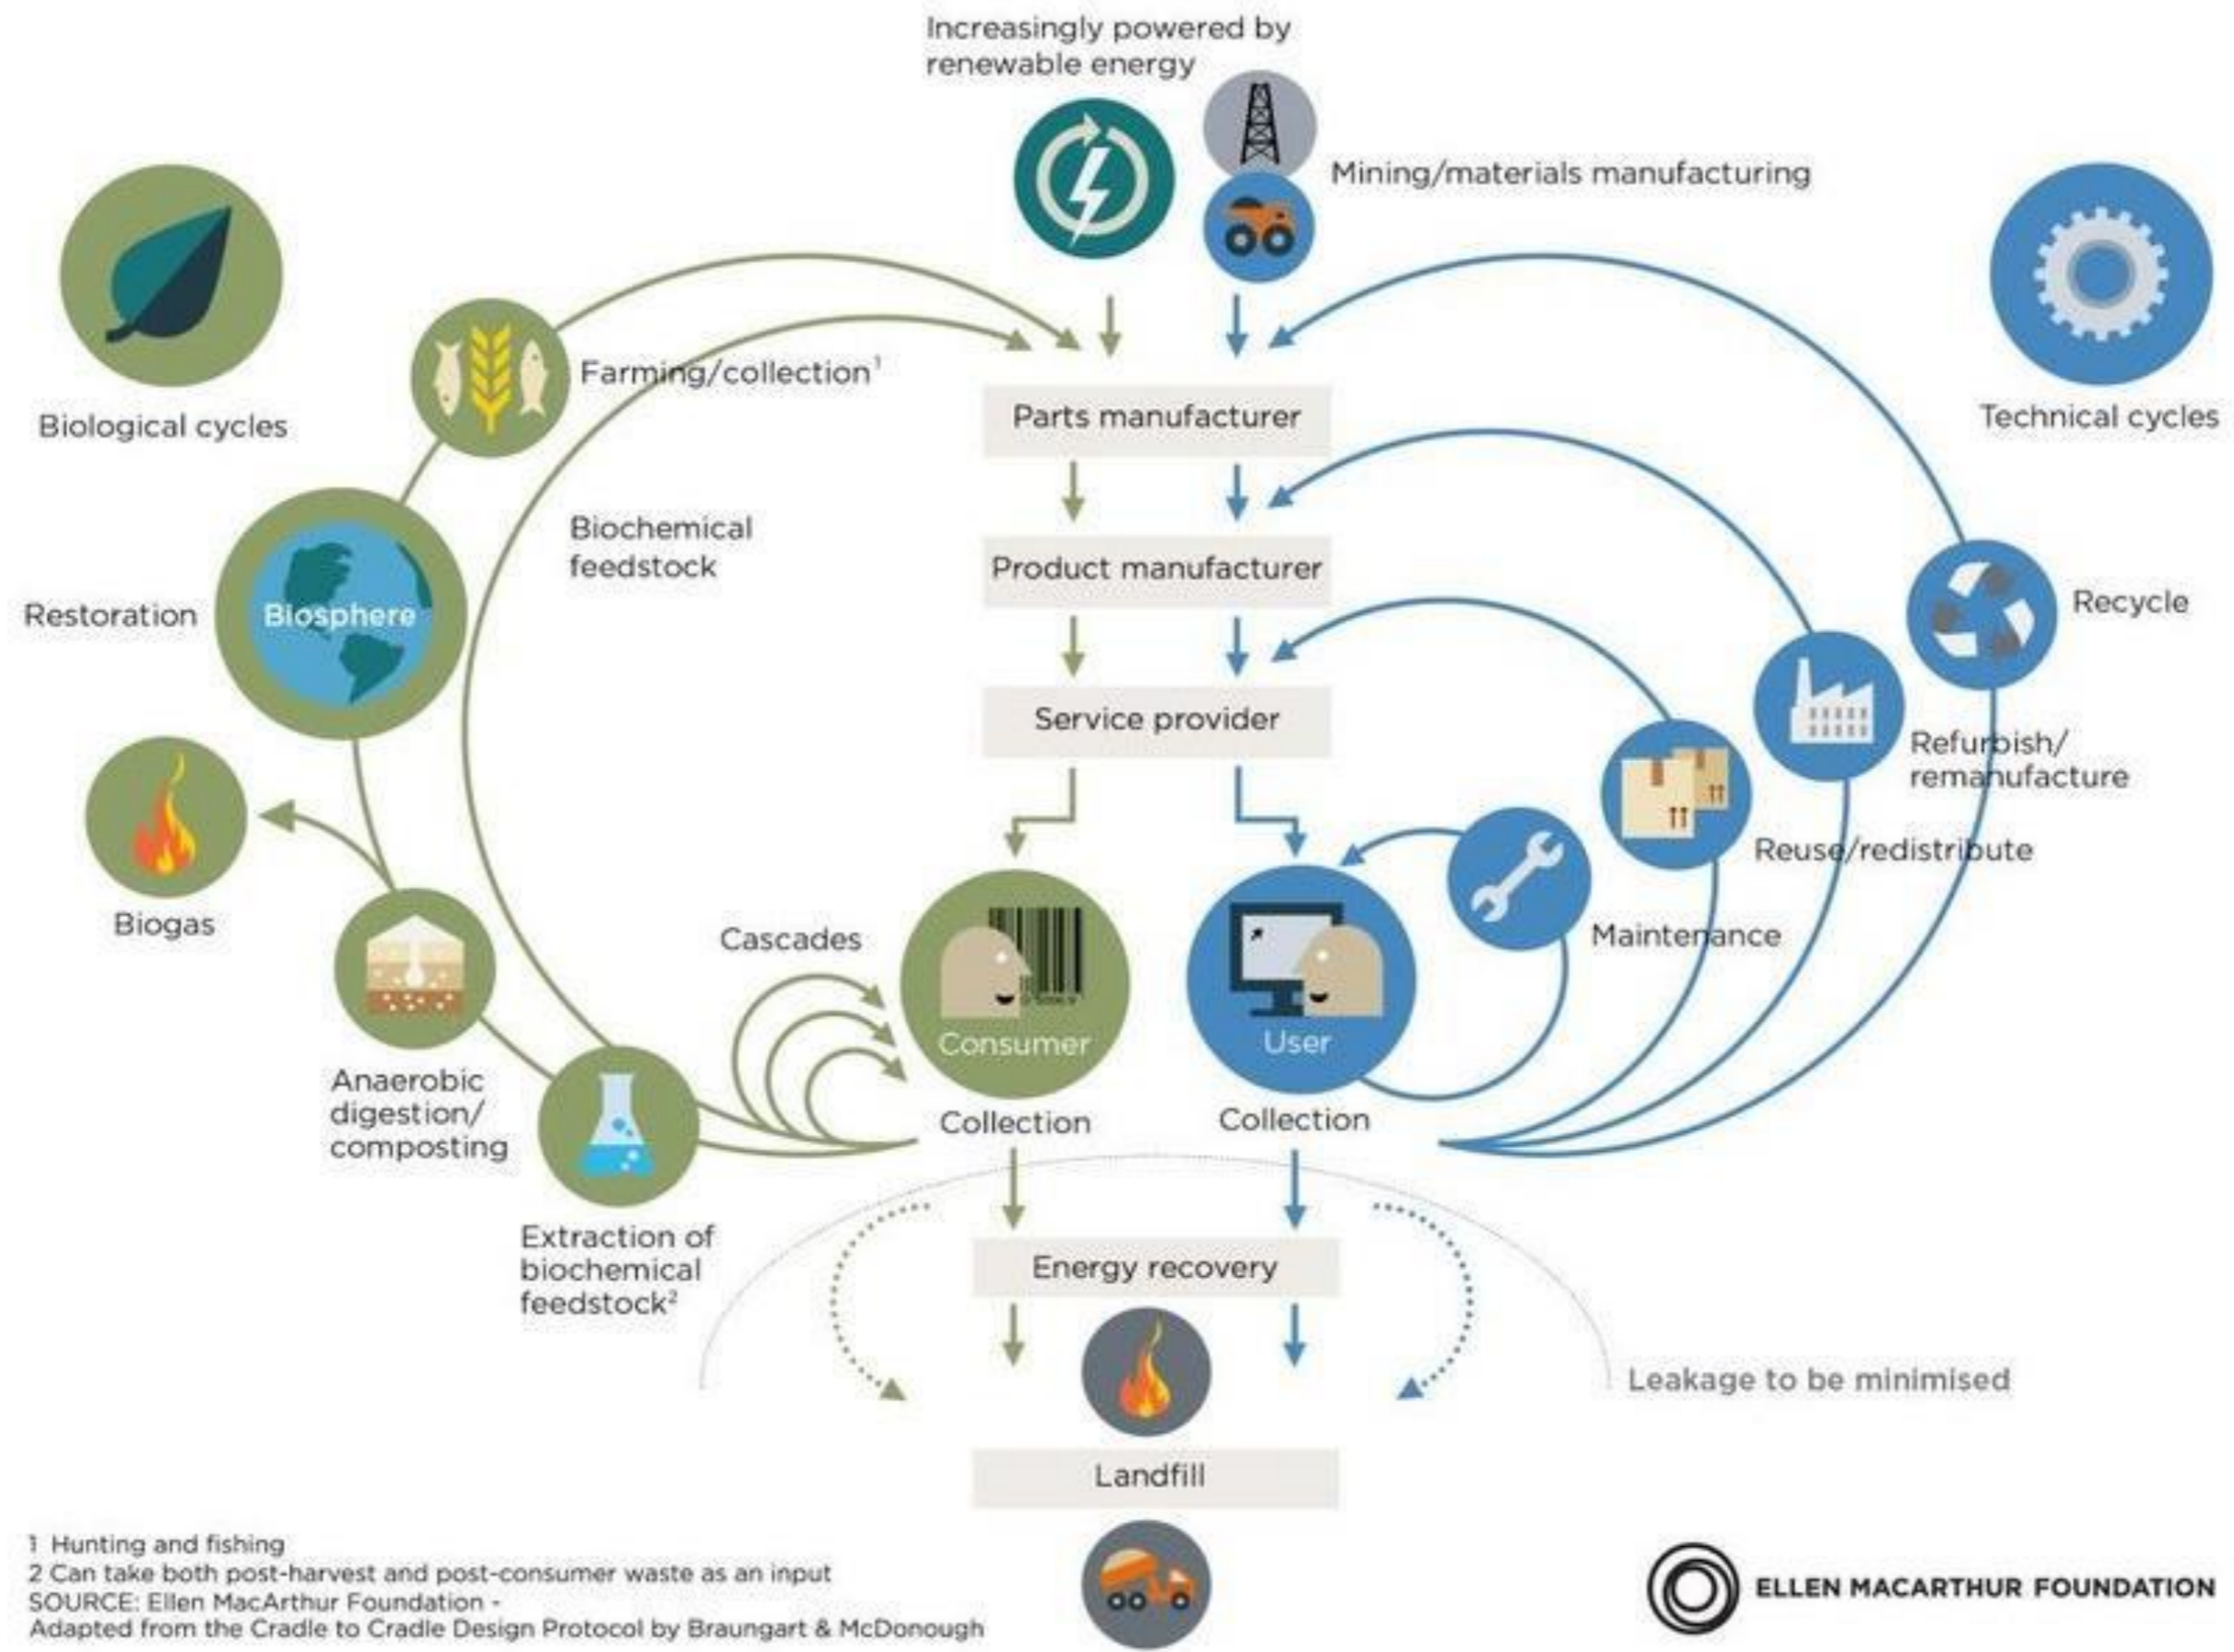 Increasingly powered by
renewable energy
Mining/materials manufacturing
Biological cycles
Technical cycles
Farming/collection¹
Parts manufacturer
Biochemical
feedstock
Product manufacturer
Restoration
Biosphere
Recycle
Service provider
Refurbish/
remanufacture
Reuse/redistribute
Biogas
Cascades
Maintenance
Consumer
User
Anaerobic
digestion/
composting
Collection
Collection
Extraction of
biochemical
feedstock²
Energy recovery
Leakage to be minimised
Landfill
1 Hunting and fishing
2 Can take both post-harvest and post-consumer waste as an input
SOURCE: Ellen MacArthur Foundation -
Adapted from the Cradle to Cradle Design Protocol by Braungart & McDonough
ELLEN MACARTHUR FOUNDATION